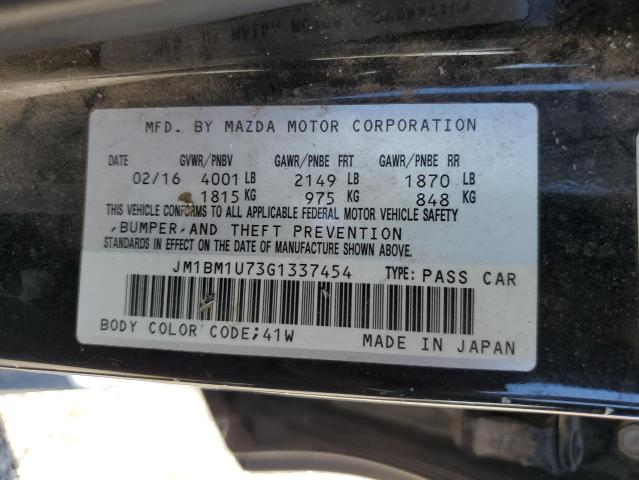 MFD. BY MAZDA MOTOR CORPORATION
DATE GVWR/PNBV GAWR/PNBE FRT GAWR/PNBE RR
02/16 4001 LB 2149 LB 1870 LB
1815 KG 975 KG 848 KG
THIS VEHICLE CONFORMS TO ALL APPLICABLE FEDERAL MOTOR VEHICLE SAFETY
,BUMPER,AND THEFT PREVENTION
STANDARDS IN EFFECT ON THE DATE OF MANUFACTURE SHOWN ABOVE.
JM1BM1U73G1337454 TYPE: PASS CAR
BODY COLOR CODE;41W MADE IN JAPAN